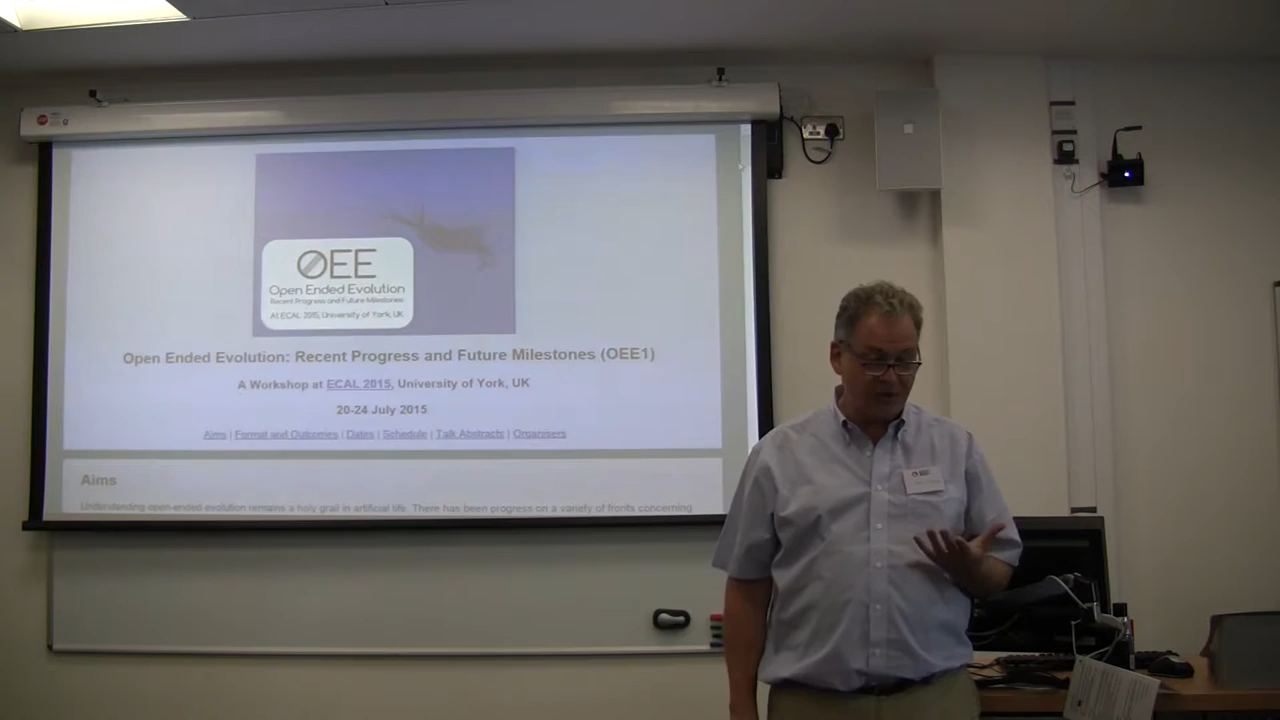 OEE
Open Ended Evolution
Recent Progress and Future Milestones
At ECAL 2015, University of York, UK
Open Ended Evolution: Recent Progress and Future Milestones (OEE1)
A Workshop at ECAL 2015, University of York, UK
20-24 July 2015
Aims | Format and Outcomes | Dates | Schedule | Talk Abstracts | Organisers
Aims
Understanding open-ended evolution remains a holy grail in artificial life. There has been progress on a variety of fronts concerning